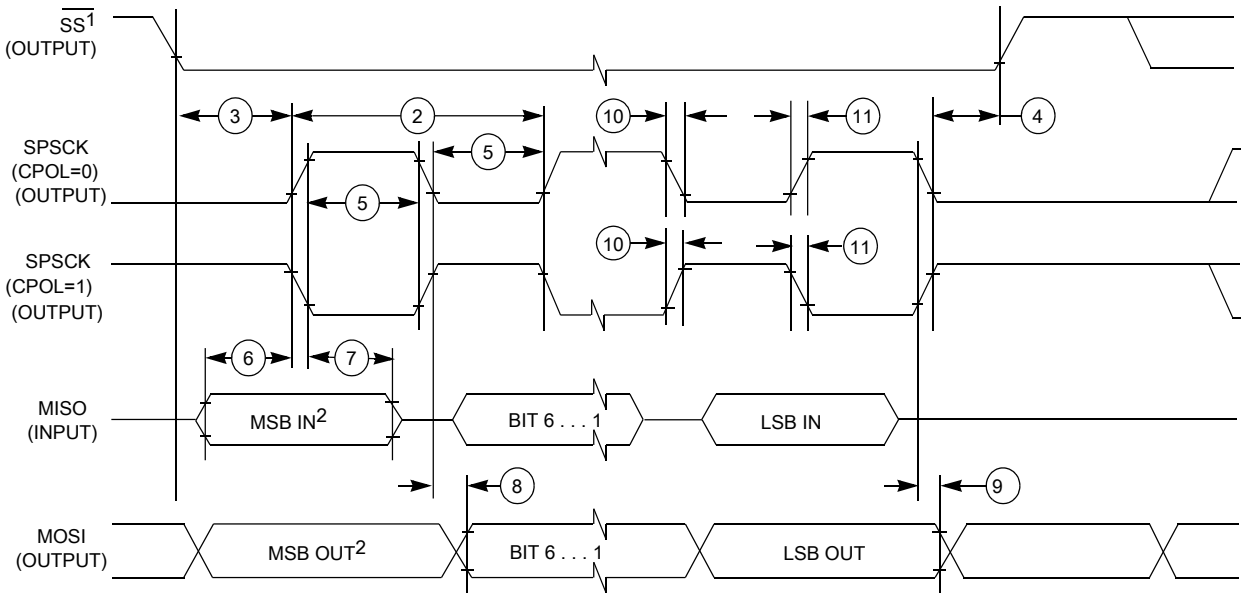 SS1
(OUTPUT)
3
2
10
11
4
SPSCK
(CPOL=0)
(OUTPUT)
5
5
10
11
SPSCK
(CPOL=1)
(OUTPUT)
6
7
MISO
(INPUT)
MSB IN2
BIT 6 . . . 1
LSB IN
8
9
MOSI
(OUTPUT)
MSB OUT2
BIT 6 . . . 1
LSB OUT